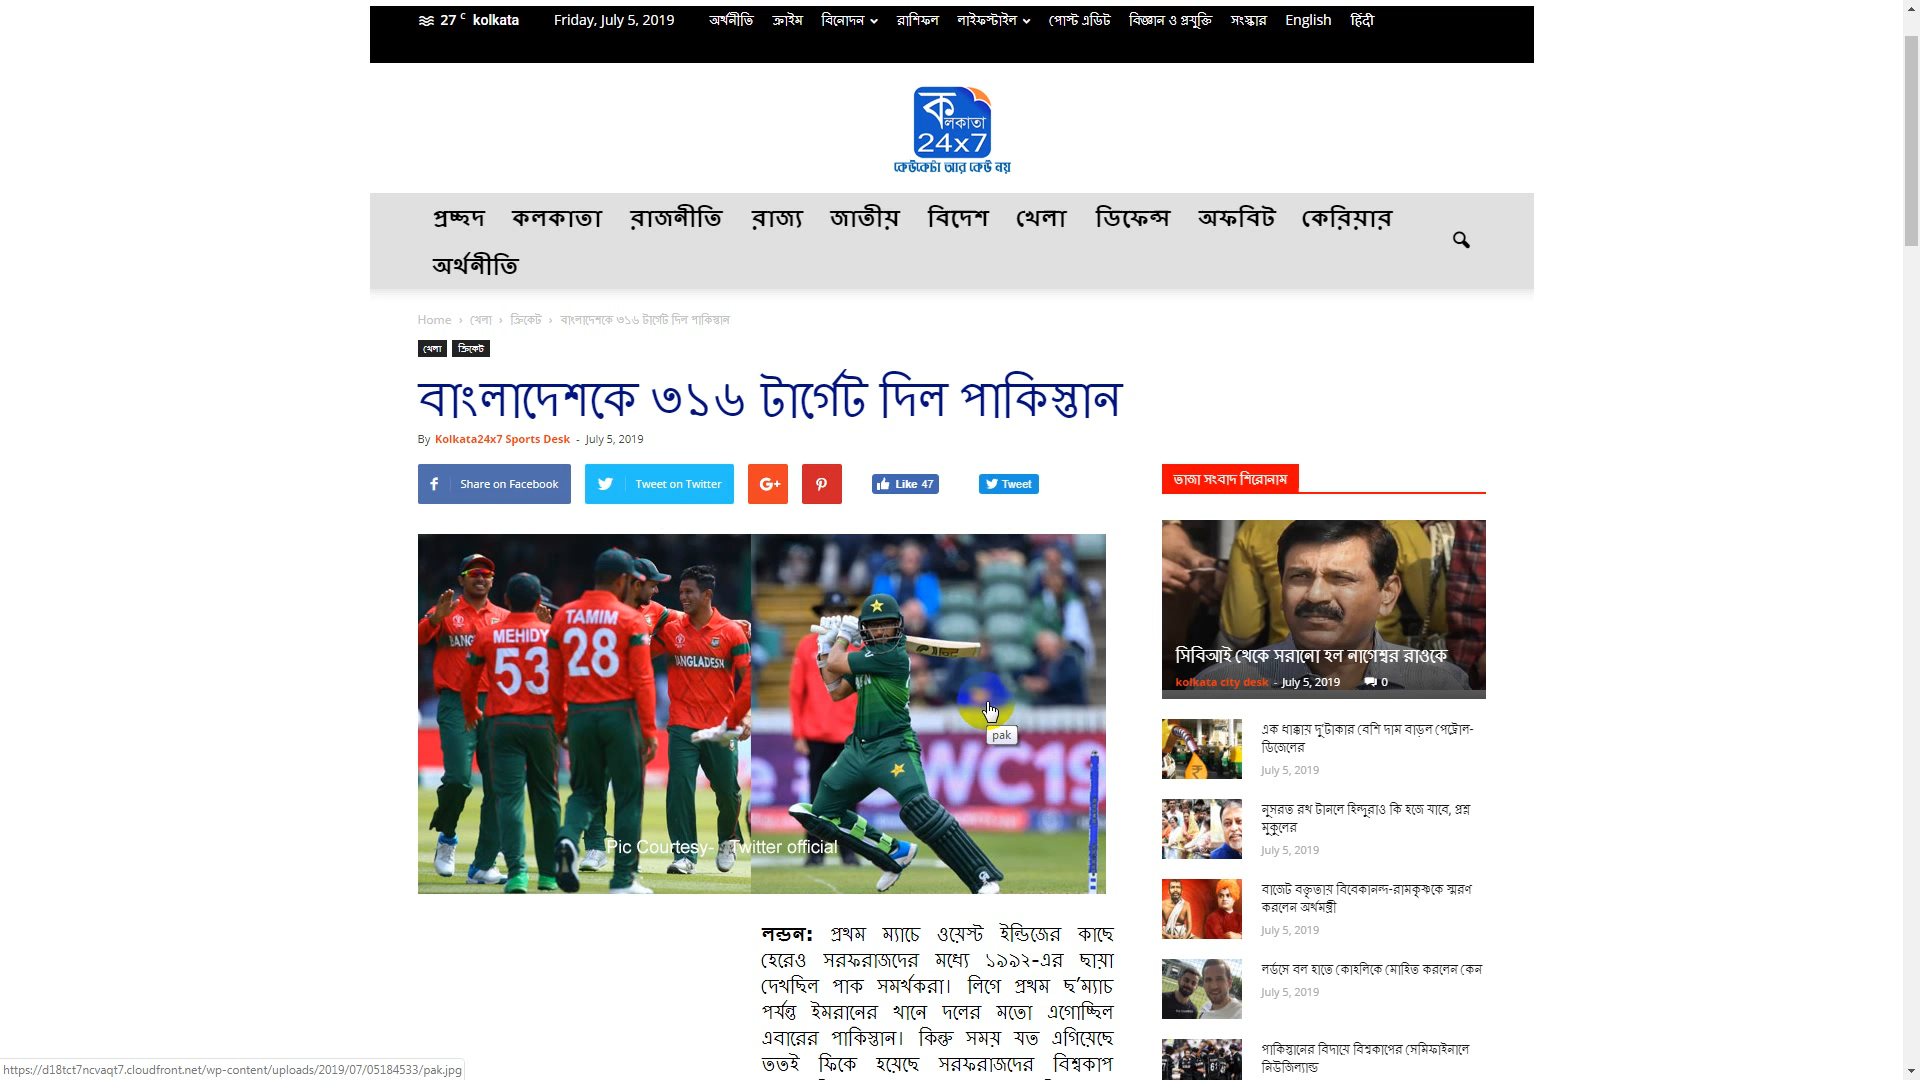 27 C kolkata Friday, July 5, 2019 অর্থনীতি ক্রাইম বিনোদন রাশিফল লাইফস্টাইল পোস্ট এডিট বিজ্ঞান ও প্রযুক্তি সংস্কার English हिंदी
কলকাতা
24x7
কেউকেটা আর কেউ নয়
প্রচ্ছদ কলকাতা রাজনীতি রাজ্য জাতীয় বিদেশ খেলা ডিফেন্স অফবিট কেরিয়ার
অর্থনীতি
Home › খেলা › ক্রিকেট › বাংলাদেশকে ৩১৬ টার্গেট দিল পাকিস্তান
খেলা ক্রিকেট
বাংলাদেশকে ৩১৬ টার্গেট দিল পাকিস্তান
By Kolkata24x7 Sports Desk - July 5, 2019
Share on Facebook Tweet on Twitter G+ Like 47 Tweet
BANG MEHIDY 53 TAMIM 28 BANGLADESH
WC19
pak
Pic Courtesy- Twitter official
লন্ডন: প্রথম ম্যাচে ওয়েস্ট ইন্ডিজের কাছে
হেরেও সরফরাজদের মধ্যে ১৯৯২-এর ছায়া
দেখছিল পাক সমর্থকরা। লিগে প্রথম ছ’ম্যাচ
পর্যন্ত ইমরানের খানে দলের মতো এগোচ্ছিল
এবারের পাকিস্তান। কিন্তু সময় যত এগিয়েছে
ততই ফিকে হয়েছে সরফরাজদের বিশ্বকাপ
তাজা সংবাদ শিরোনাম
সিবিআই থেকে সরানো হল নাগেশ্বর রাওকে
kolkata city desk - July 5, 2019 0
এক ধাক্কায় দু’টাকার বেশি দাম বাড়ল পেট্রোল-
ডিজেলের
July 5, 2019
নুসরত রথ টানলে হিন্দুরাও কি হজে যাবে, প্রশ্ন
মুকুলের
July 5, 2019
বাজেট বক্তৃতায় বিবেকানন্দ-রামকৃষ্ণকে স্মরণ
করলেন অর্থমন্ত্রী
July 5, 2019
লর্ডসে বল হাতে কোহলিকে মোহিত করলেন কেন
July 5, 2019
পাকিস্তানের বিদায়ে বিশ্বকাপের সেমিফাইনালে
নিউজিল্যান্ড
https://d18tct7ncvaqt7.cloudfront.net/wp-content/uploads/2019/07/05184533/pak.jpg